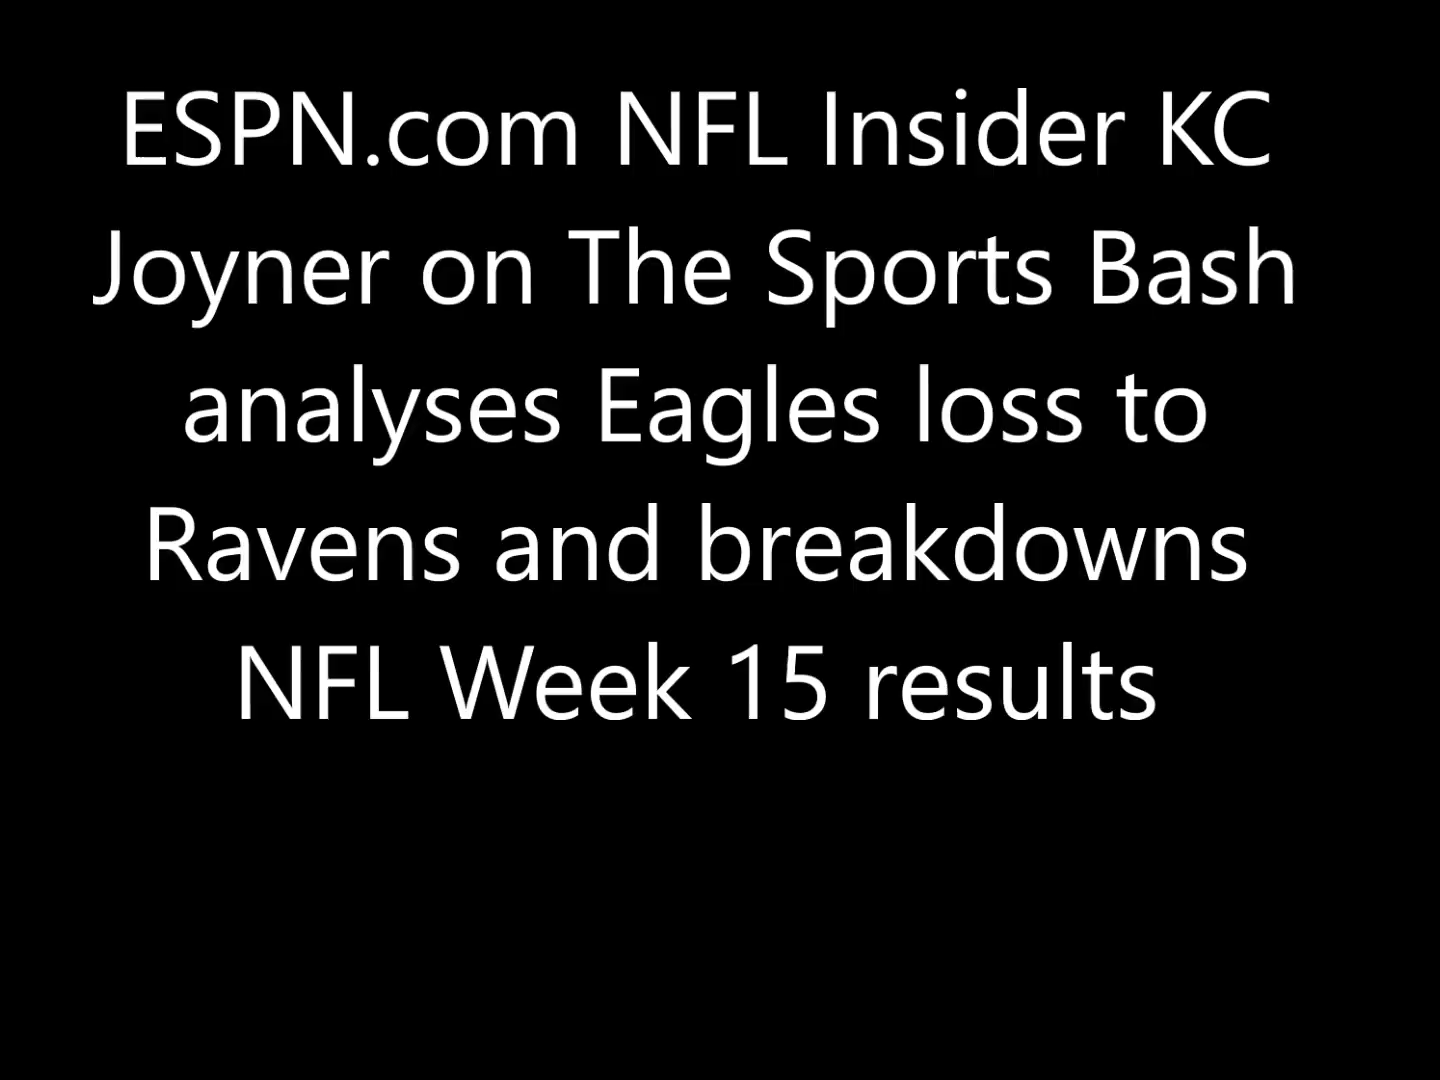 ESPN.com NFL Insider KC
Joyner on The Sports Bash
analyses Eagles loss to
Ravens and breakdowns
NFL Week 15 results